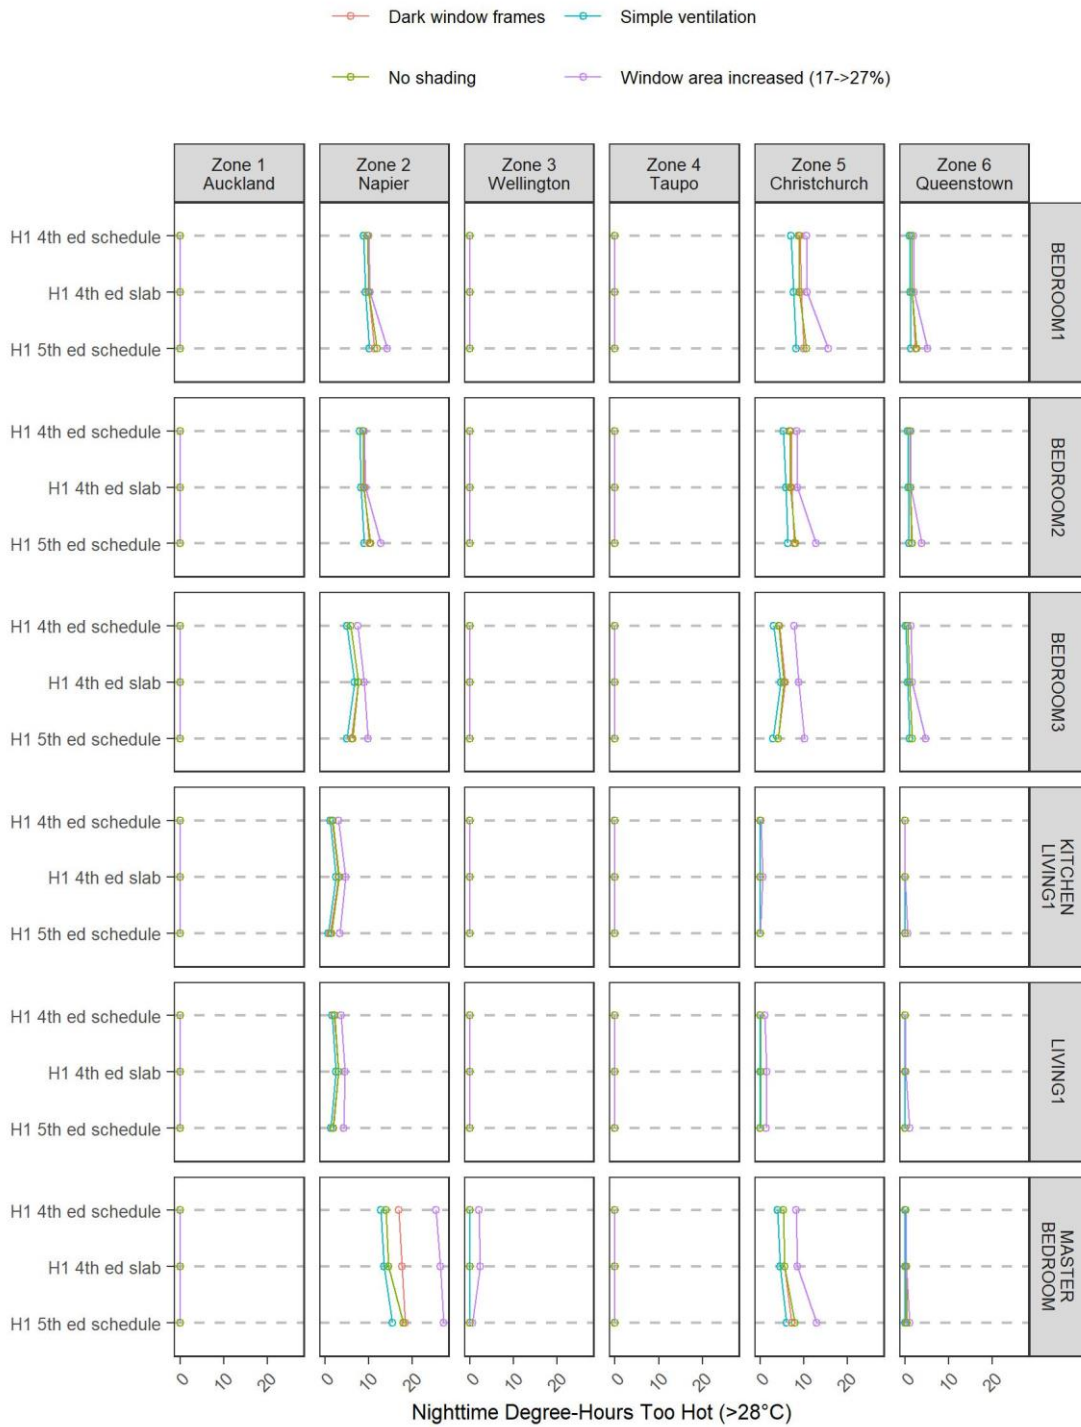 Dark window frames
Simple ventilation
No shading
Window area increased (17->27%)
Zone 1
Auckland
Zone 2
Napier
Zone 3
Wellington
Zone 4
Taupo
Zone 5
Christchurch
Zone 6
Queenstown
H1 4th ed schedule
H1 4th ed slab
H1 5th ed schedule
BEDROOM1
H1 4th ed schedule
H1 4th ed slab
H1 5th ed schedule
BEDROOM2
H1 4th ed schedule
H1 4th ed slab
H1 5th ed schedule
BEDROOM3
H1 4th ed schedule
H1 4th ed slab
H1 5th ed schedule
KITCHEN
LIVING1
H1 4th ed schedule
H1 4th ed slab
H1 5th ed schedule
LIVING1
H1 4th ed schedule
H1 4th ed slab
H1 5th ed schedule
MASTER
BEDROOM
0 10 20 0 10 20 0 10 20 0 10 20 0 10 20 0 10 20
Nighttime Degree-Hours Too Hot (>28°C)